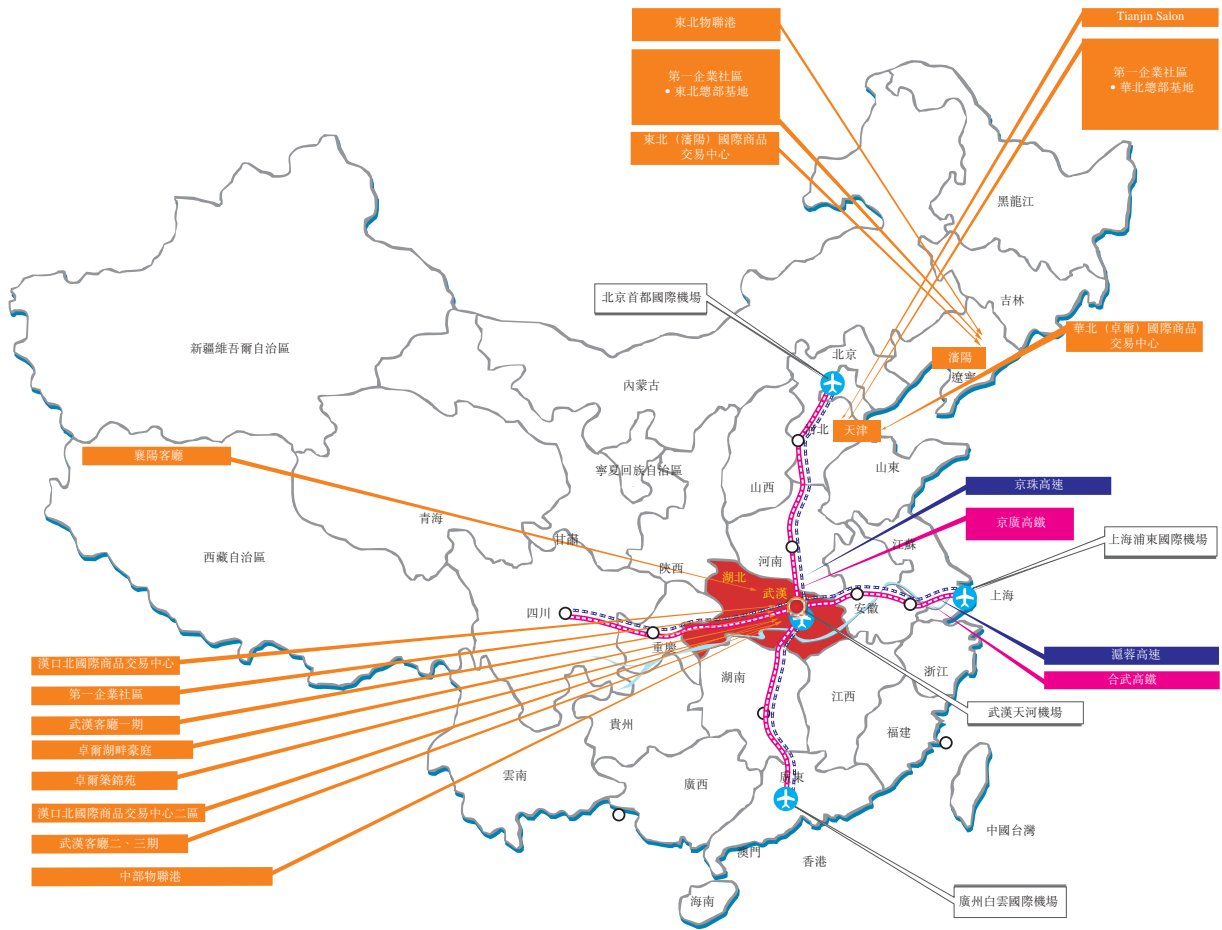 東北物聯港
第一企業社區
• 東北總部基地
東北（瀋陽）國際商品
交易中心
Tianjin Salon
第一企業社區
• 華北總部基地
黑龍江
吉林
北京首都國際機場
華北（卓爾）國際商品
交易中心
北京
瀋陽
遼寧
新疆維吾爾自治區
內蒙古
天津
北
襄陽客廳
寧夏回族自治區
山西
山東
京珠高速
京廣高鐵
青海
甘肅
西藏自治區
陝西
河南
江蘇
上海浦東國際機場
湖北
武漢
四川
安徽
上海
重慶
滬蓉高速
合武高鐵
漢口北國際商品交易中心
第一企業社區
武漢客廳一期
卓爾湖畔豪庭
卓爾築錦苑
漢口北國際商品交易中心二區
武漢客廳二、三期
中部物聯港
湖南
江西
浙江
武漢天河機場
貴州
福建
雲南
廣西
廣東
中國台灣
澳門
香港
海南
廣州白雲國際機場